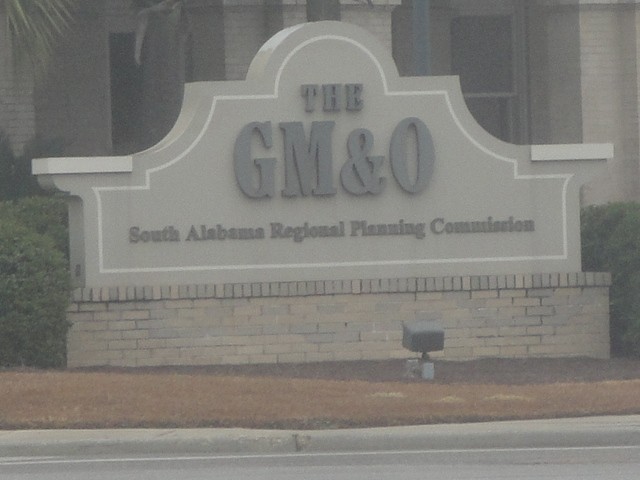 THE
GM&O
South Alabama Regional Planning Commission